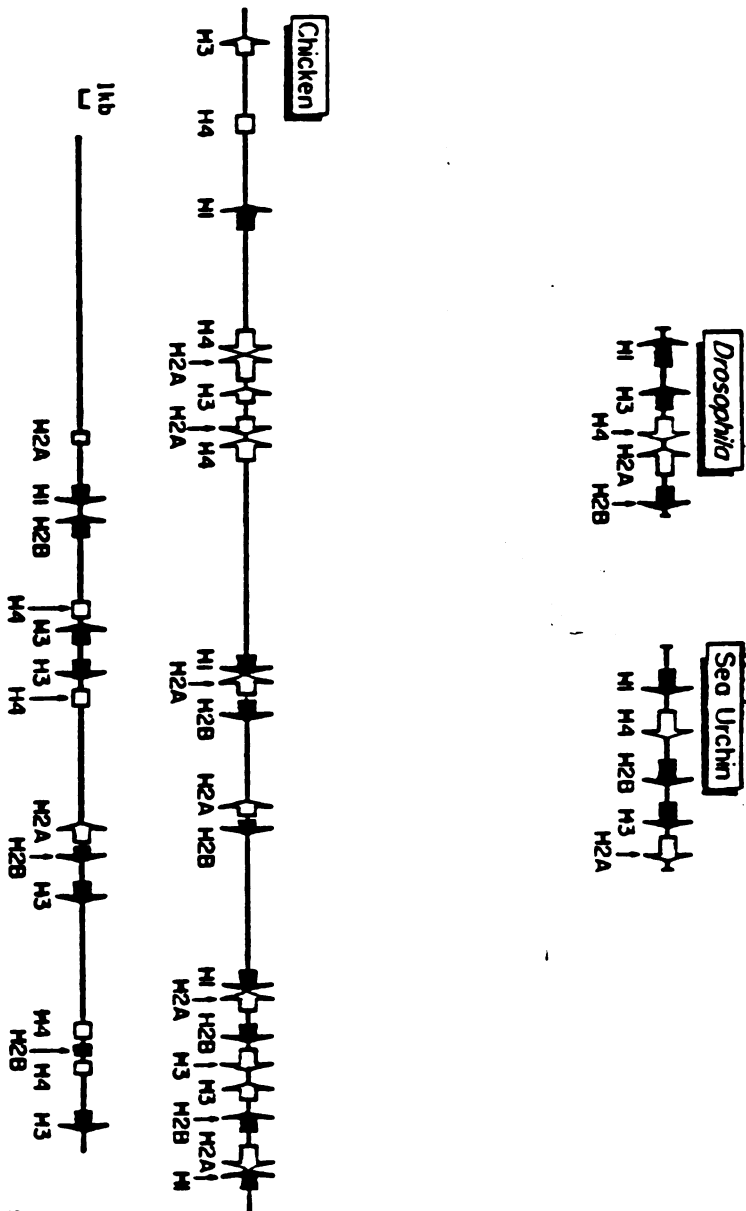 Drosophila
H1 H3 H4 H2A H2B
Sea Urchin
H1 H4 H2B H3 H2A
Chicken
H3 H4 H1 H4 H2A H3 H2A H4 H1 H2A H2B H2A H2B H1 H2A H2B H3 H3 H2B H2A H1
1kb
H2A H1 H2B H4 H3 H3 H4 H2A H2B H3 H4 H2B H4 H3